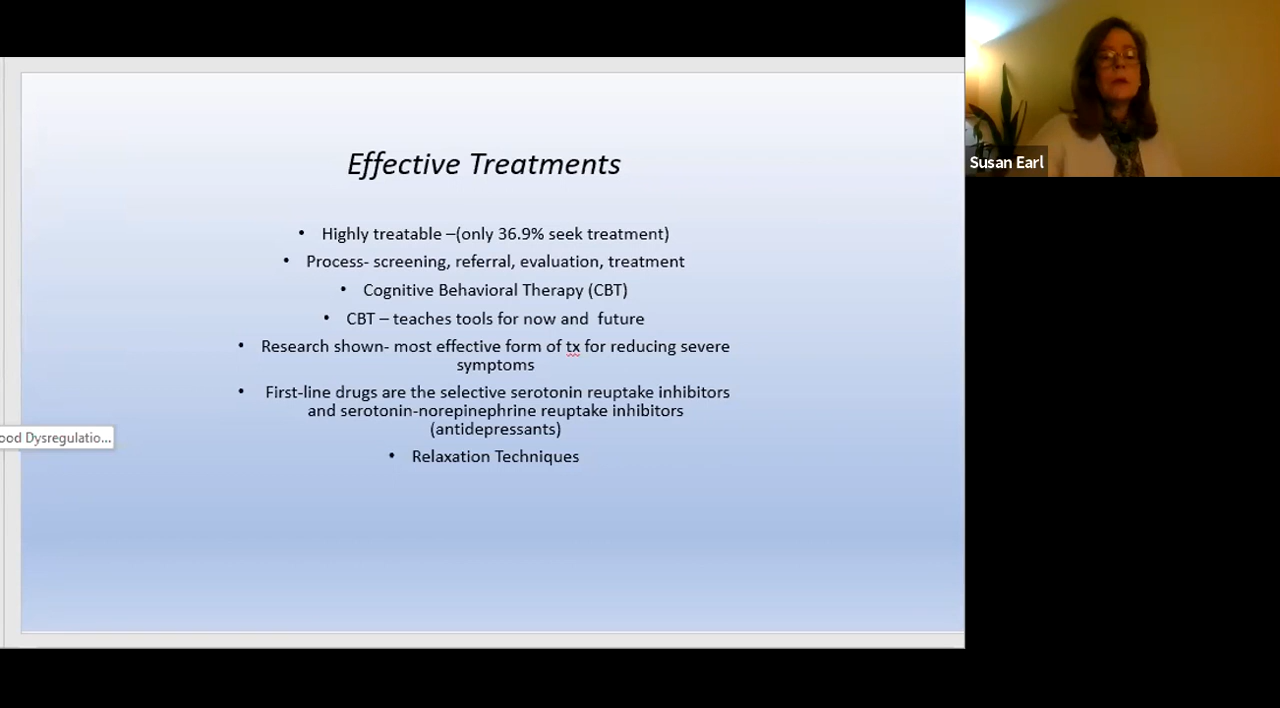 Effective Treatments
• Highly treatable –(only 36.9% seek treatment)
• Process- screening, referral, evaluation, treatment
• Cognitive Behavioral Therapy (CBT)
• CBT – teaches tools for now and  future
• Research shown- most effective form of tx for reducing severe
symptoms
• First-line drugs are the selective serotonin reuptake inhibitors
and serotonin-norepinephrine reuptake inhibitors
(antidepressants)
• Relaxation Techniques
ood Dysregulatio...
Susan Earl